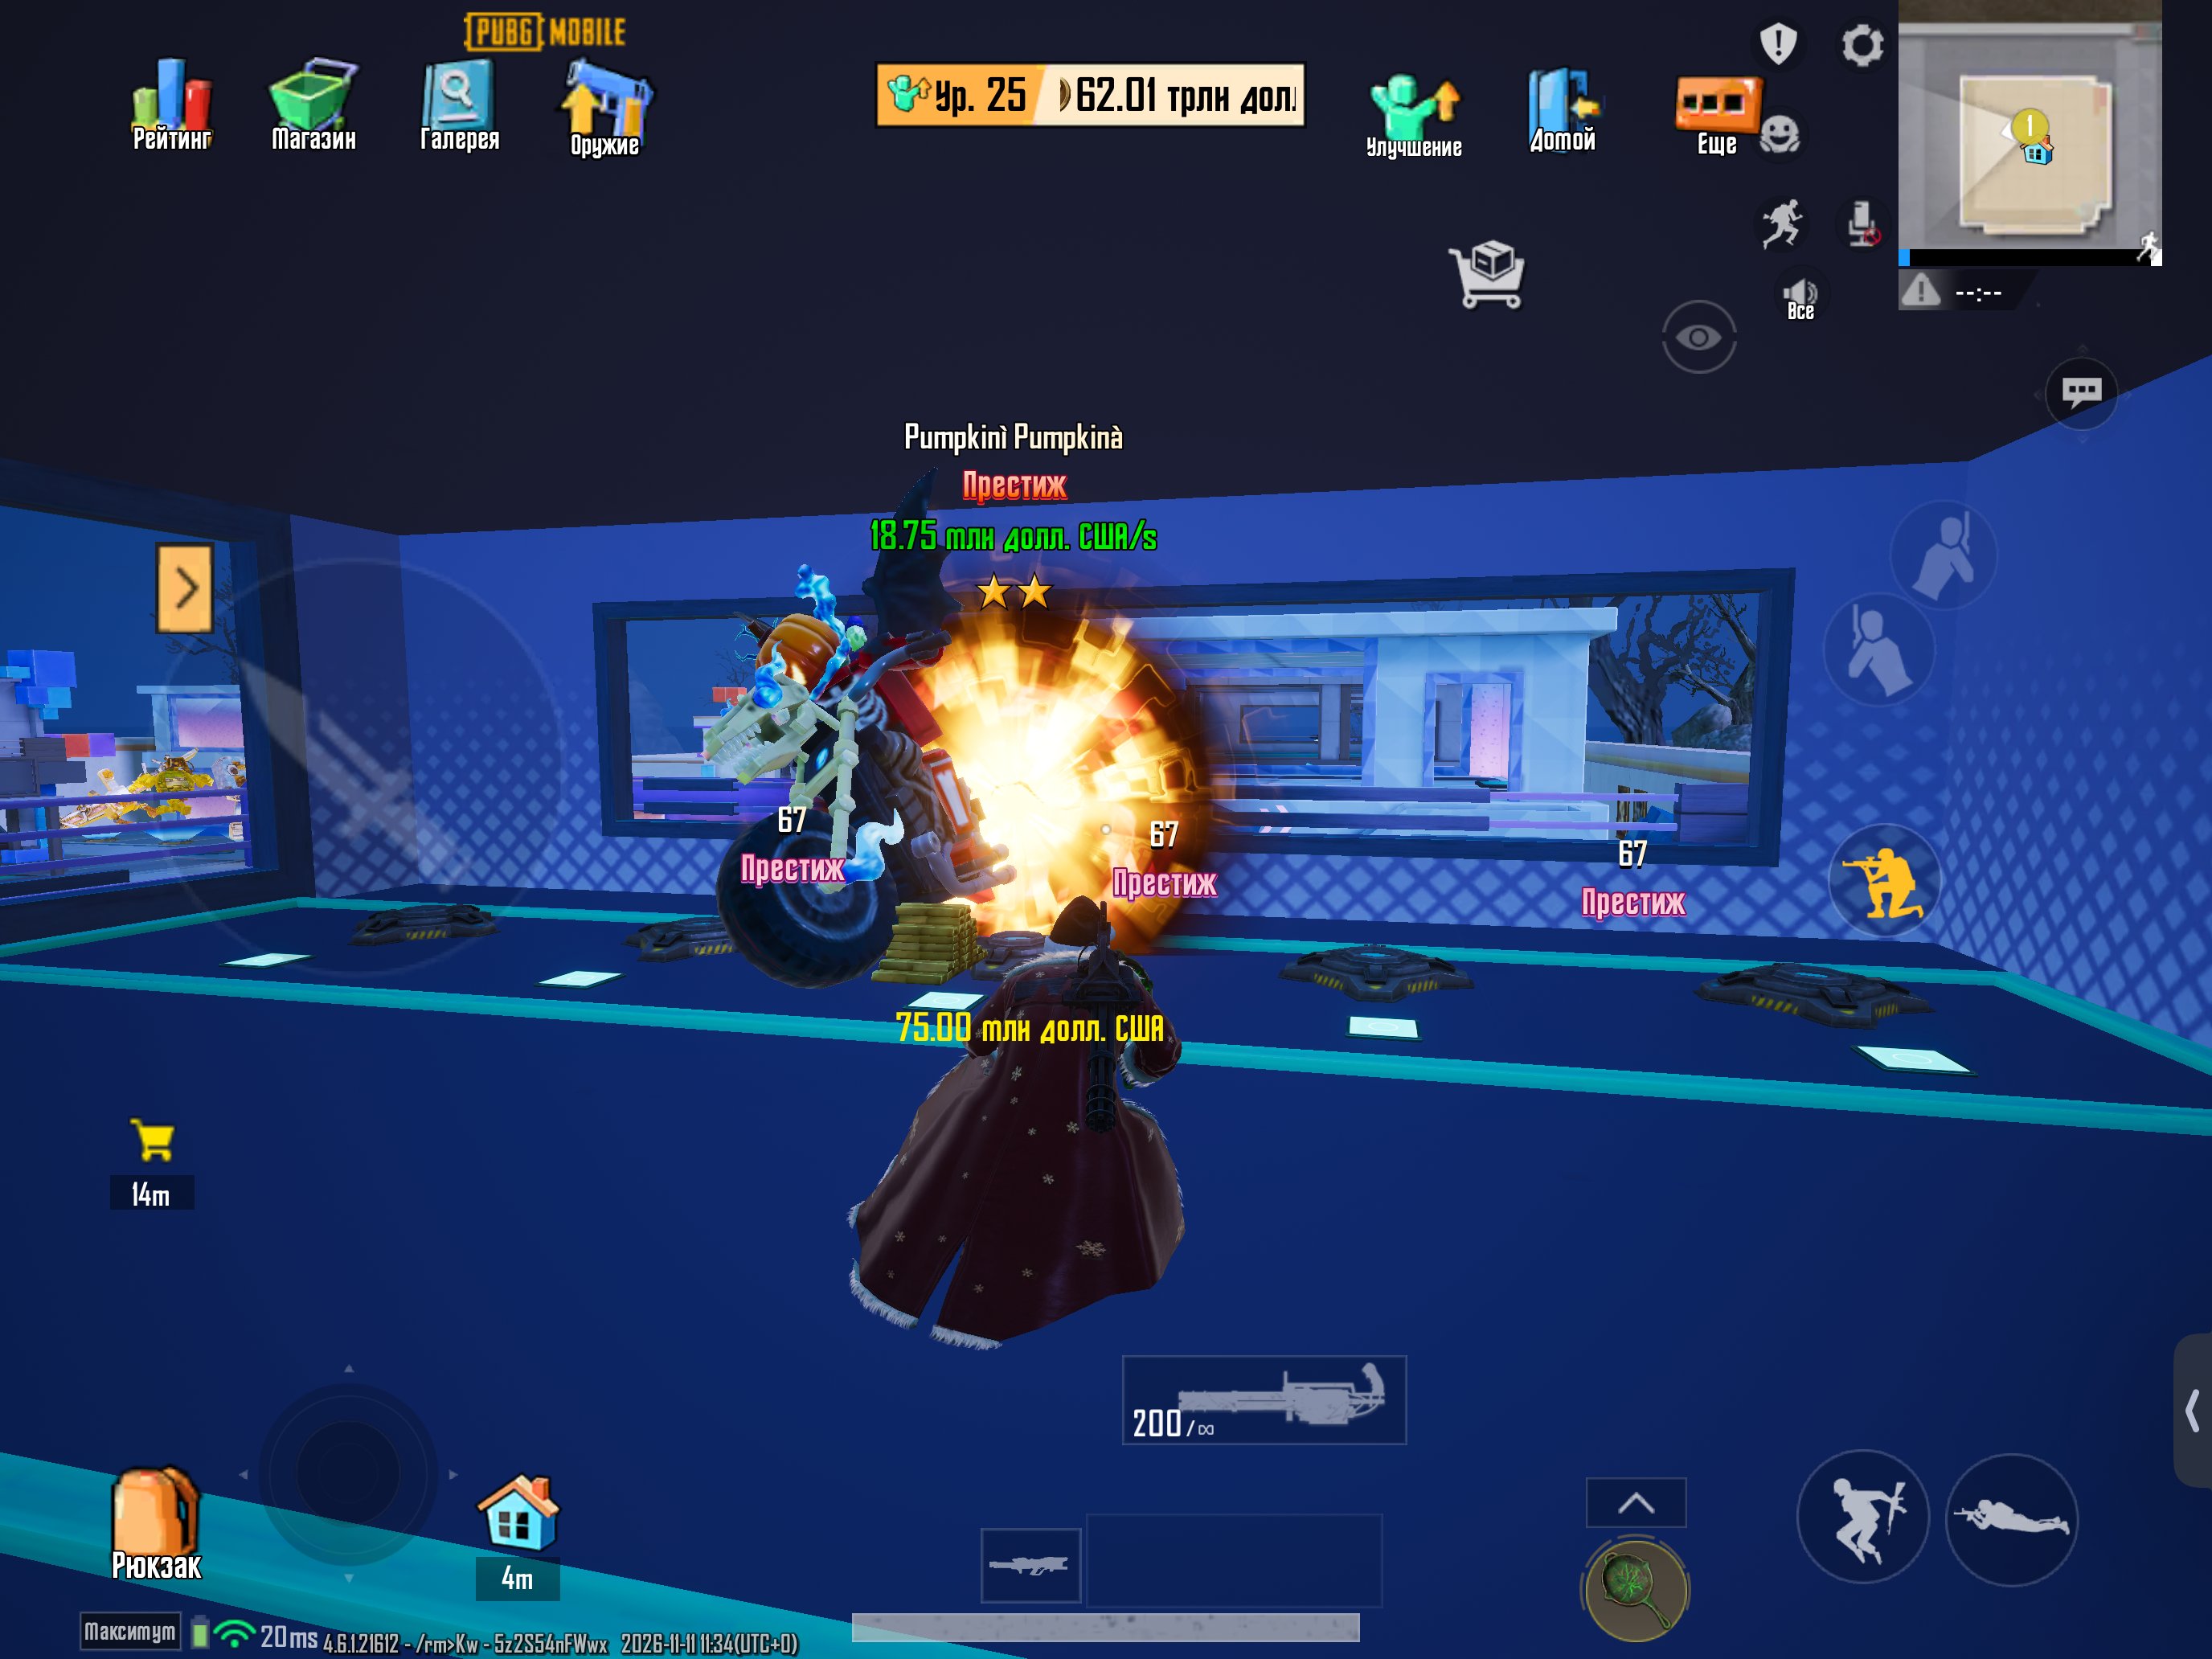 PUBG MOBILE
Рейтинг
Магазин
Галерея
Оружие
Ур. 25
62.01 трлн дол
Улучшение
Домой
Еще
1
Все
--:--
Pumpkinì Pumpkinà
Престиж
18.75 млн долл. США/s
67
Престиж
67
Престиж
67
Престиж
75.00 млн долл. США
14m
200/∞
Рюкзак
4m
Максимум
20ms
4.6.1.21612 - /rm>Kw - 5z2S54nFWwx 2026-11-11 11:34(UTC+0)